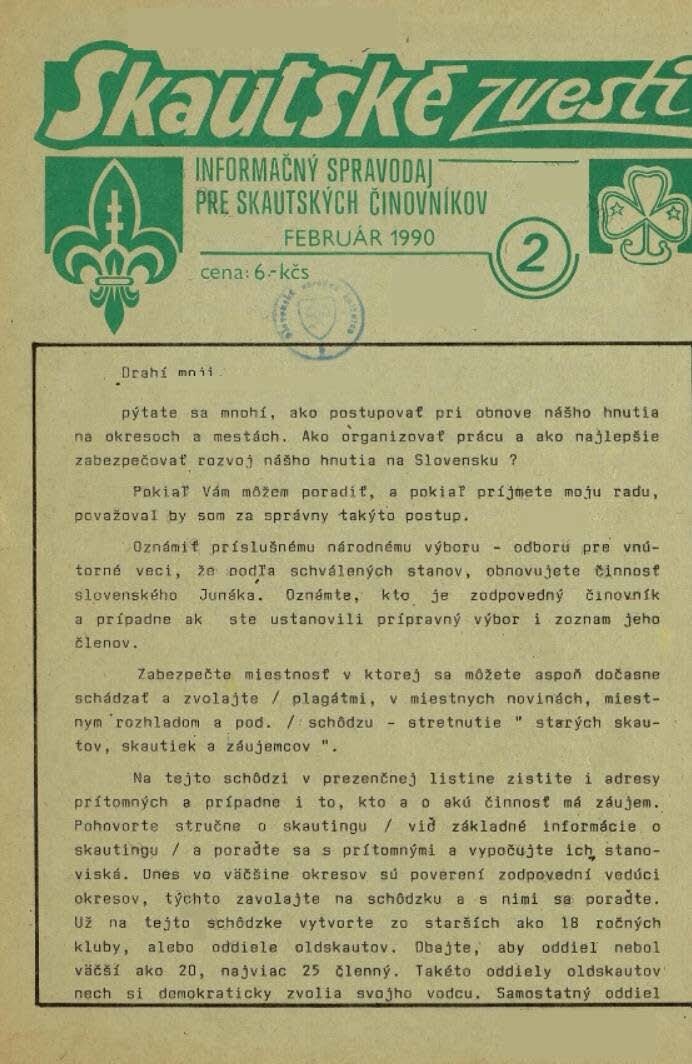 Skautské zvesti
INFORMAČNÝ SPRAVODAJ
PRE SKAUTSKÝCH ČINOVNÍKOV
FEBRUÁR 1990
2
cena: 6.-kčs
Drahí moji.
pýtate sa mnohí, ako postupovať pri obnove nášho hnutia
na okresoch a mestách. Ako organizovať prácu a ako najlepšie
zabezpečovať rozvoj nášho hnutia na Slovensku ?
Pokiaľ Vám môžem poradiť, a pokiaľ príjmete moju radu,
považoval by som za správny takýto postup.
Oznámiť príslušnému národnému výboru - odboru pre vnú-
torné veci, že podľa schválených stanov, obnovujete činnosť
slovenského Junáka. Oznámte, kto je zodpovedný činovník
a prípadne ak ste ustanovili prípravný výbor i zoznam jeho
členov.
Zabezpečte miestnosť v ktorej sa môžete aspoň dočasne
schádzať a zvolajte / plagátmi, v miestnych novinách, miest-
nym rozhladom a pod. / schôdzu - stretnutie " starých skau-
tov, skautiek a záujemcov ".
Na tejto schôdzi v prezenčnej listine zistite i adresy
prítomných a prípadne i to, kto a o akú činnosť má záujem.
Pohovorte stručne o skautingu / viď základné informácie o
skautingu / a poraďte sa s prítomnými a vypočujte ich stano-
viská. Dnes vo väčšine okresov sú poverení zodpovední vedúci
okresov, týchto zavolajte na schôdzku a s nimi sa poraďte.
Už na tejto schôdzke vytvorte zo starších ako 18 ročných
kluby, alebo oddiele oldskautov. Dbajte, aby oddiel nebol
väčší ako 20, najviac 25 členný. Takéto oddiely oldskautov
nech si demokraticky zvolia svojho vodcu. Samostatný oddiel